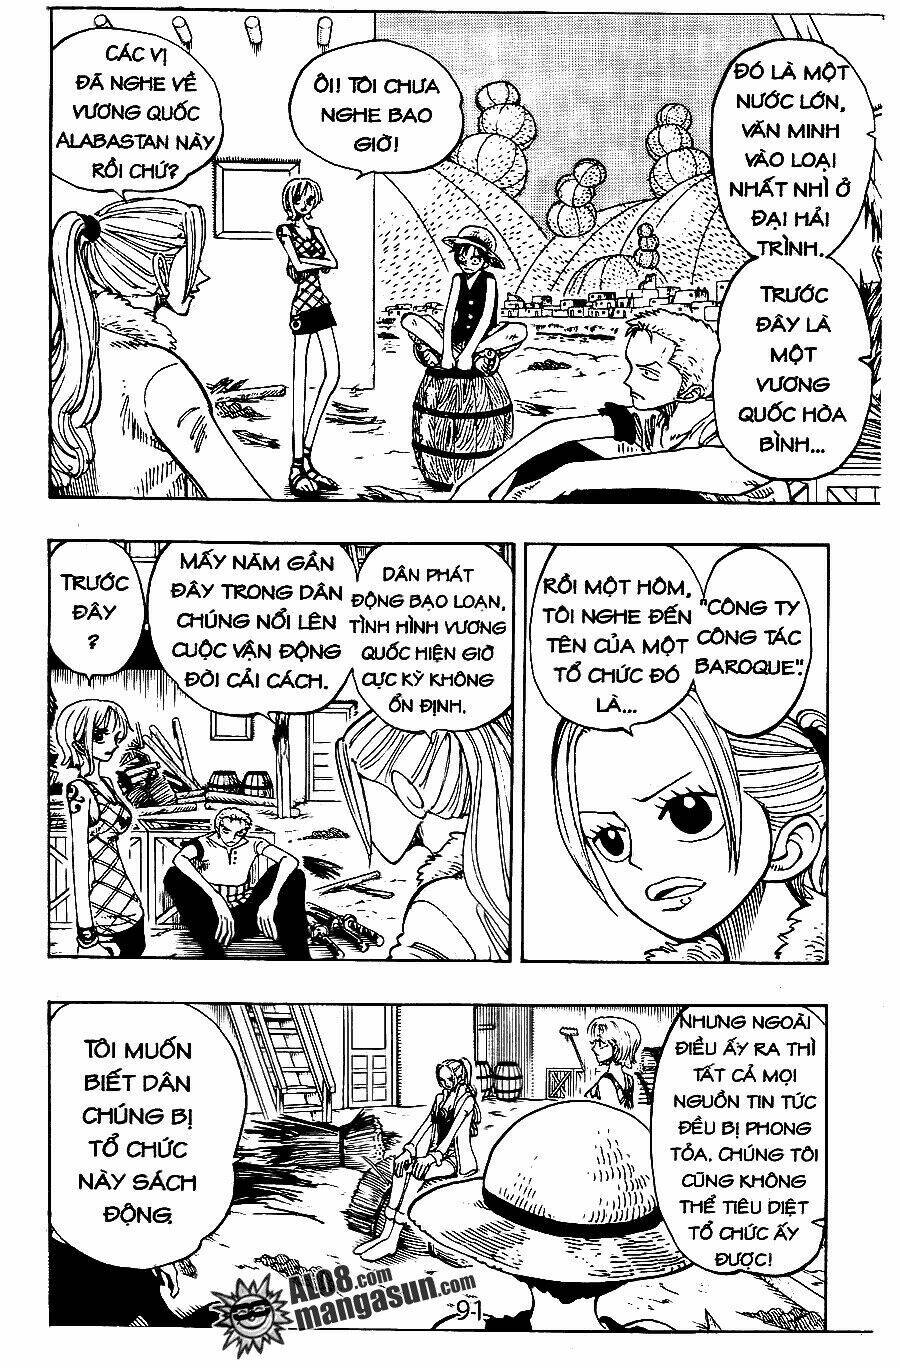 CÁC VỊ
ĐÃ NGHE VỀ
VƯƠNG QUỐC
ALABASTAN NÀY
RỒI CHỨ?
ÔI! TÔI CHƯA
NGHE BAO
GIỜ!
ĐÓ LÀ MỘT
NƯỚC LỚN,
VĂN MINH
VÀO LOẠI
NHẤT NHÌ Ở
ĐẠI HẢI
TRÌNH.
TRƯỚC
ĐÂY LÀ
MỘT
VƯƠNG
QUỐC HÒA
BÌNH...
TRƯỚC
ĐÂY
?
MẤY NĂM GẦN
ĐÂY TRONG DÂN
CHÚNG NỔI LÊN
CUỘC VẬN ĐỘNG
ĐỜI CẢI CÁCH.
DÂN PHÁT
ĐỘNG BẠO LOẠN,
TÌNH HÌNH VƯƠNG
QUỐC HIỆN GIỜ
CỰC KỲ KHÔNG
ỔN ĐỊNH.
RỒI MỘT HÔM,
TÔI NGHE ĐẾN
TÊN CỦA MỘT
TỔ CHỨC ĐÓ
LÀ...
"CÔNG TY
CÔNG TÁC
BAROQUE".
TÔI MUỐN
BIẾT DÂN
CHÚNG BỊ
TỔ CHỨC
NÀY SÁCH
ĐỘNG.
NHƯNG NGOÀI
ĐIỀU ẤY RA THÌ
TẤT CẢ MỌI
NGUỒN TIN TỨC
ĐỀU BỊ PHONG
TỎA. CHÚNG TÔI
CŨNG KHÔNG
THỂ TIÊU DIỆT
TỔ CHỨC ẤY
ĐƯỢC!
ALO8.com
mangasun.com
91